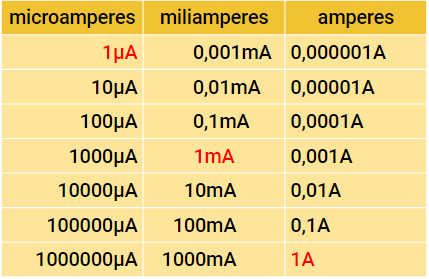 microamperes miliamperes amperes
1µA 0,001mA 0,000001A
10µA 0,01mA 0,00001A
100µA 0,1mA 0,0001A
1000µA 1mA 0,001A
10000µA 10mA 0,01A
100000µA 100mA 0,1A
1000000µA 1000mA 1A